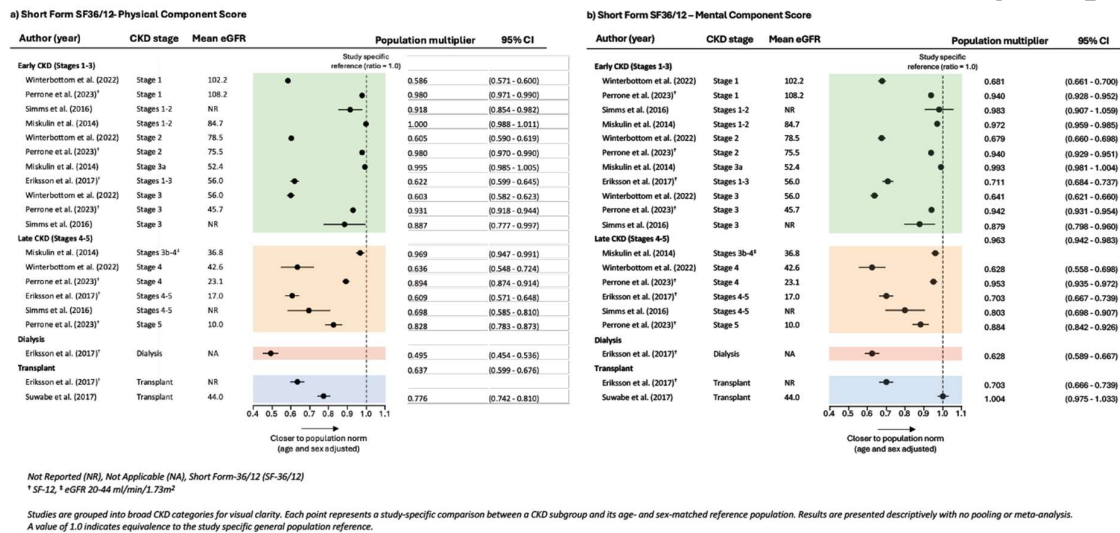 a) Short Form SF36/12- Physical Component Score
Author (year) CKD stage Mean eGFR Population multiplier 95% CI
Study specific
reference (ratio = 1.0)
Early CKD (Stages 1-3)
Winterbottom et al. (2022) Stage 1 102.2 0.586 (0.571 - 0.600)
Perrone et al. (2023)† Stage 1 108.2 0.980 (0.971 - 0.990)
Simms et al. (2016) Stages 1-2 NR 0.918 (0.854 - 0.982)
Miskulin et al. (2014) Stages 1-2 84.7 1.000 (0.988 - 1.011)
Winterbottom et al. (2022) Stage 2 78.5 0.605 (0.590 - 0.619)
Perrone et al. (2023)† Stage 2 75.5 0.980 (0.970 - 0.990)
Miskulin et al. (2014) Stage 3a 52.4 0.995 (0.985 - 1.005)
Eriksson et al. (2017)† Stages 1-3 56.0 0.622 (0.599 - 0.645)
Winterbottom et al. (2022) Stage 3 56.0 0.603 (0.582 - 0.623)
Perrone et al. (2023)† Stage 3 45.7 0.931 (0.918 - 0.944)
Simms et al. (2016) Stage 3 NR 0.887 (0.777 - 0.997)
Late CKD (Stages 4-5)
Miskulin et al. (2014) Stages 3b-4‡ 36.8 0.969 (0.947 - 0.991)
Winterbottom et al. (2022) Stage 4 42.6 0.636 (0.548 - 0.724)
Perrone et al. (2023)† Stage 4 23.1 0.894 (0.874 - 0.914)
Eriksson et al. (2017)† Stages 4-5 17.0 0.609 (0.571 - 0.648)
Simms et al. (2016) Stages 4-5 NR 0.698 (0.585 - 0.810)
Perrone et al. (2023)† Stage 5 10.0 0.828 (0.783 - 0.873)
Dialysis
Eriksson et al. (2017)† Dialysis NA 0.495 (0.454 - 0.536)
Transplant 0.637 (0.599 - 0.676)
Eriksson et al. (2017)† Transplant NR
Suwabe et al. (2017) Transplant 44.0 0.776 (0.742 - 0.810)
0.4 0.5 0.6 0.7 0.8 0.9 1.0 1.1
Closer to population norm
(age and sex adjusted)
b) Short Form SF36/12 – Mental Component Score
Author (year) CKD stage Mean eGFR Population multiplier 95% CI
Study specific
reference (ratio = 1.0)
Early CKD (Stages 1-3)
Winterbottom et al. (2022) Stage 1 102.2 0.681 (0.661 - 0.700)
Perrone et al. (2023)† Stage 1 108.2 0.940 (0.928 - 0.952)
Simms et al. (2016) Stages 1-2 NR 0.983 (0.907 - 1.059)
Miskulin et al. (2014) Stages 1-2 84.7 0.972 (0.959 - 0.985)
Winterbottom et al. (2022) Stage 2 78.5 0.679 (0.660 - 0.698)
Perrone et al. (2023)† Stage 2 75.5 0.940 (0.929 - 0.951)
Miskulin et al. (2014) Stage 3a 52.4 0.993 (0.981 - 1.004)
Eriksson et al. (2017)† Stages 1-3 56.0 0.711 (0.684 - 0.737)
Winterbottom et al. (2022) Stage 3 56.0 0.641 (0.621 - 0.660)
Perrone et al. (2023)† Stage 3 45.7 0.942 (0.931 - 0.954)
Simms et al. (2016) Stage 3 NR 0.879 (0.798 - 0.960)
Late CKD (Stages 4-5) 0.963 (0.942 - 0.983)
Miskulin et al. (2014) Stages 3b-4‡ 36.8
Winterbottom et al. (2022) Stage 4 42.6 0.628 (0.558 - 0.698)
Perrone et al. (2023)† Stage 4 23.1 0.953 (0.935 - 0.972)
Eriksson et al. (2017)† Stages 4-5 17.0 0.703 (0.667 - 0.739)
Simms et al. (2016) Stages 4-5 NR 0.803 (0.698 - 0.907)
Perrone et al. (2023)† Stage 5 10.0 0.884 (0.842 - 0.926)
Dialysis
Eriksson et al. (2017)† Dialysis NA 0.628 (0.589 - 0.667)
Transplant
Eriksson et al. (2017)† Transplant NR 0.703 (0.666 - 0.739)
Suwabe et al. (2017) Transplant 44.0 1.004 (0.975 - 1.033)
0.4 0.5 0.6 0.7 0.8 0.9 1.0 1.1
Closer to population norm
(age and sex adjusted)
Not Reported (NR), Not Applicable (NA), Short Form-36/12 (SF-36/12)
† SF-12, ‡ eGFR 20-44 ml/min/1.73m²
Studies are grouped into broad CKD categories for visual clarity. Each point represents a study-specific comparison between a CKD subgroup and its age- and sex-matched reference population. Results are presented descriptively with no pooling or meta-analysis.
A value of 1.0 indicates equivalence to the study specific general population reference.